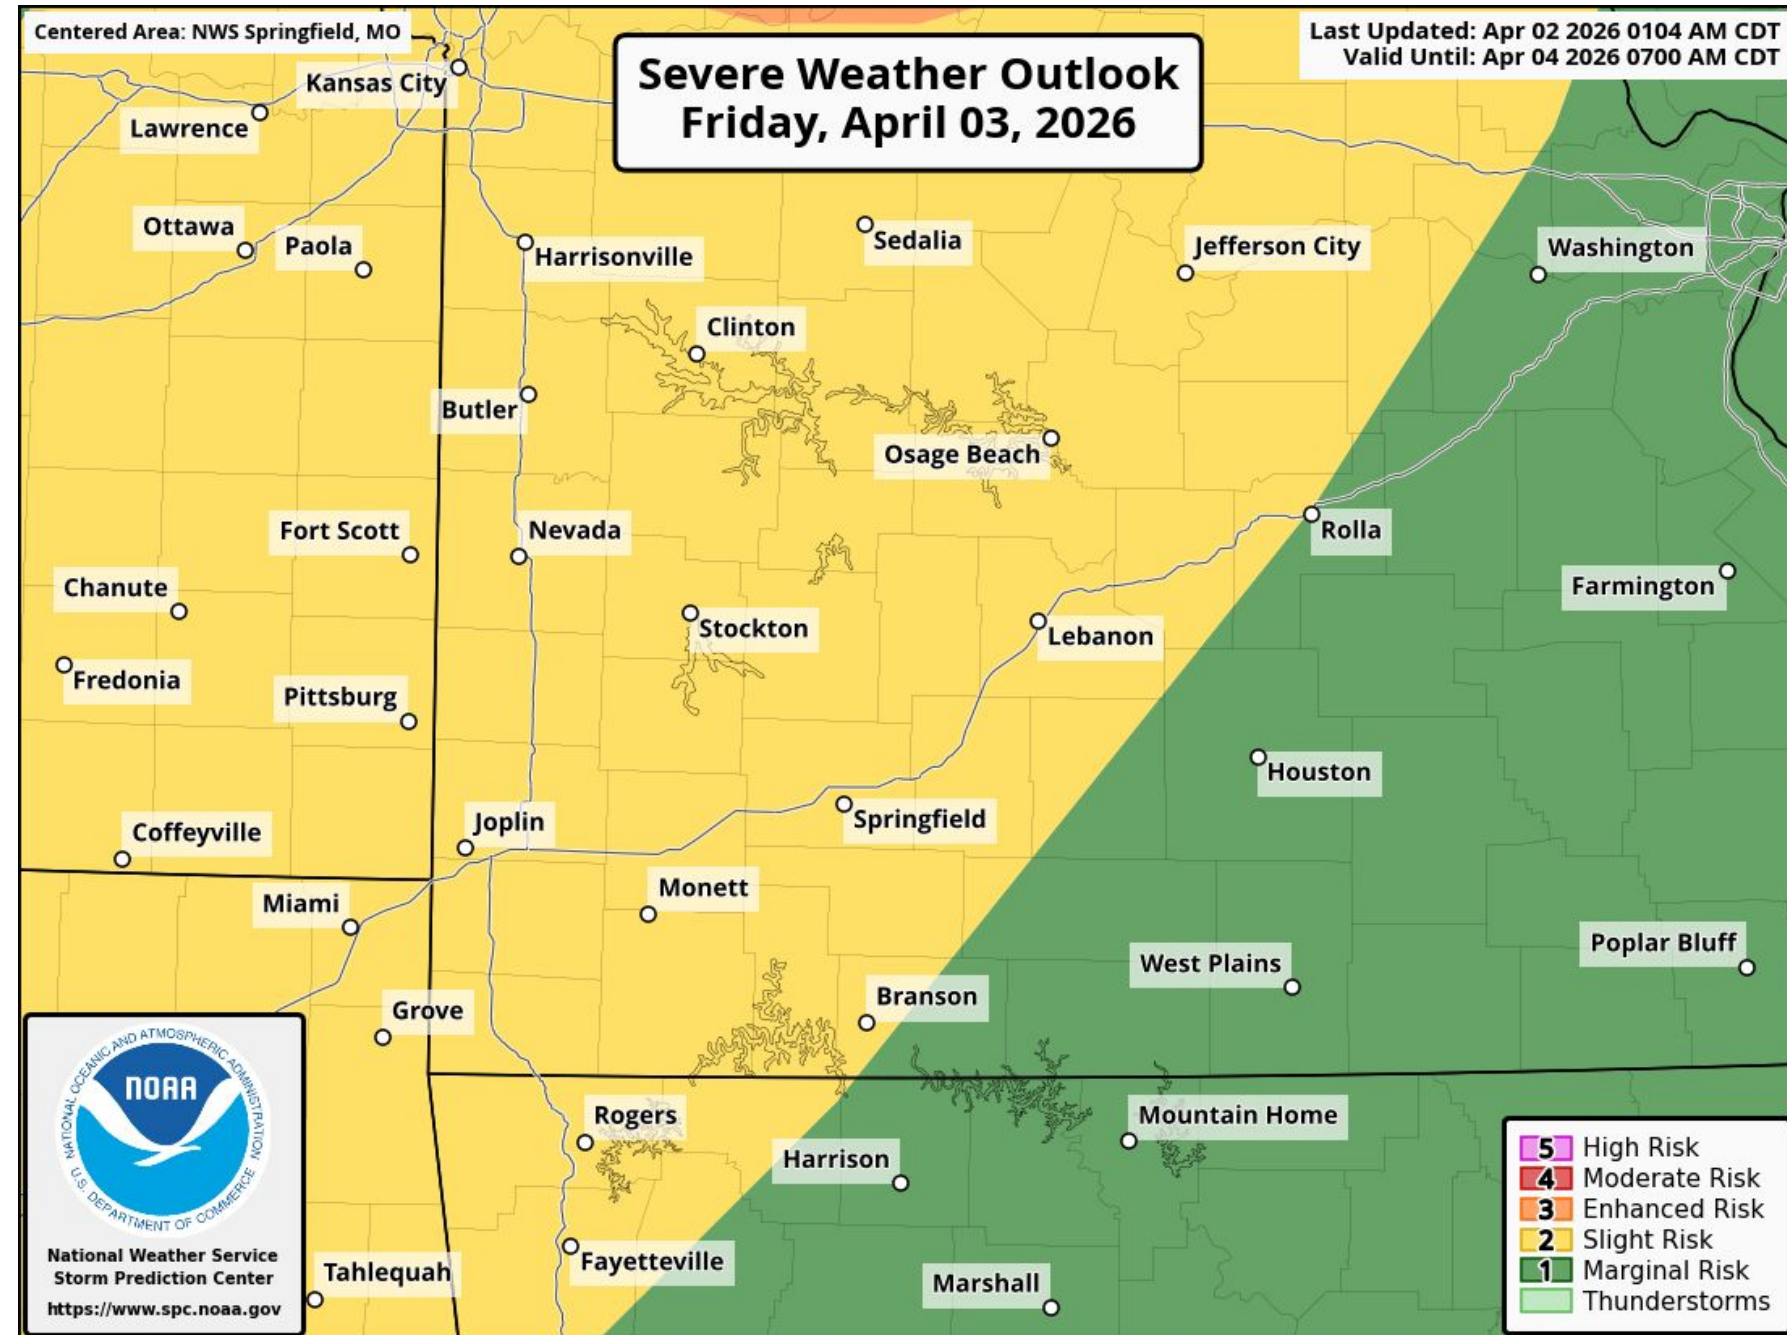 Centered Area: NWS Springfield, MO
Last Updated: Apr 02 2026 0104 AM CDT
Valid Until: Apr 04 2026 0700 AM CDT
Severe Weather Outlook
Friday, April 03, 2026
Kansas City
Lawrence
Ottawa
Paola
Harrisonville
Sedalia
Jefferson City
Washington
Clinton
Butler
Osage Beach
Fort Scott
Nevada
Rolla
Chanute
Farmington
Stockton
Lebanon
Fredonia
Pittsburg
Houston
Coffeyville
Joplin
Springfield
Miami
Monett
Poplar Bluff
West Plains
Branson
Grove
Rogers
Mountain Home
Harrison
Fayetteville
Tahlequah
Marshall
NATIONAL OCEANIC AND ATMOSPHERIC ADMINISTRATION
NOAA
U.S. DEPARTMENT OF COMMERCE
National Weather Service
Storm Prediction Center
https://www.spc.noaa.gov
5 High Risk
4 Moderate Risk
3 Enhanced Risk
2 Slight Risk
1 Marginal Risk
Thunderstorms